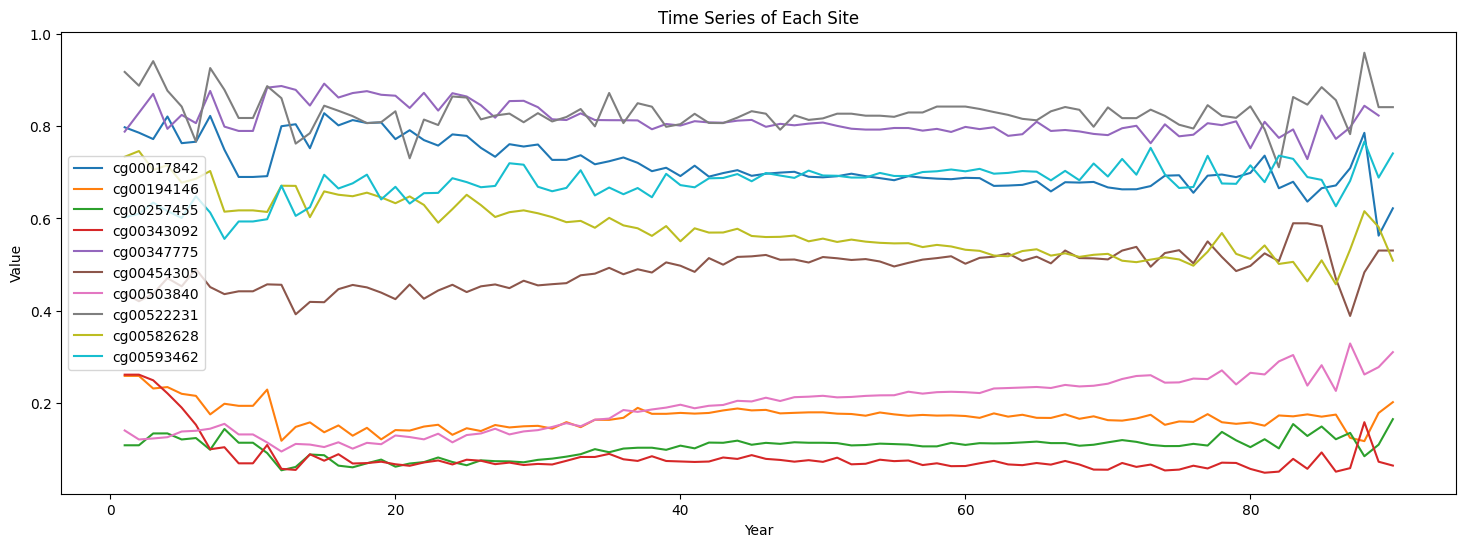 Time Series of Each Site
1.0
0.8
0.6
0.4
0.2
Value
cg00017842
cg00194146
cg00257455
cg00343092
cg00347775
cg00454305
cg00503840
cg00522231
cg00582628
cg00593462
0 20 40 60 80
Year